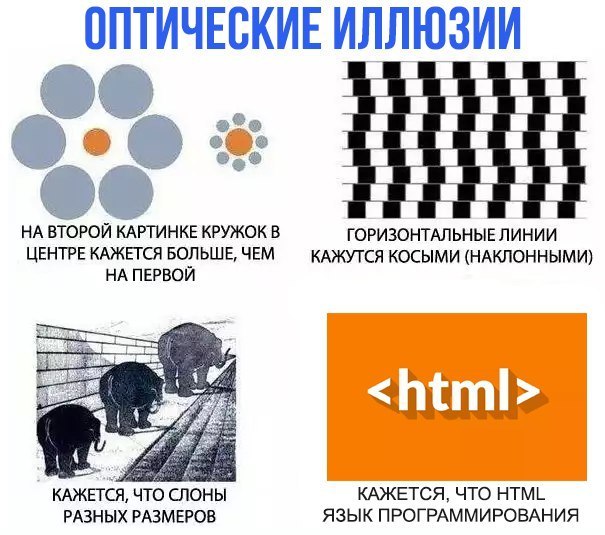 ОПТИЧЕСКИЕ ИЛЛЮЗИИ
НА ВТОРОЙ КАРТИНКЕ КРУЖОК В
ЦЕНТРЕ КАЖЕТСЯ БОЛЬШЕ, ЧЕМ
НА ПЕРВОЙ
ГОРИЗОНТАЛЬНЫЕ ЛИНИИ
КАЖУТСЯ КОСЫМИ (НАКЛОННЫМИ)
КАЖЕТСЯ, ЧТО СЛОНЫ
РАЗНЫХ РАЗМЕРОВ
<html>
КАЖЕТСЯ, ЧТО HTML
ЯЗЫК ПРОГРАММИРОВАНИЯ